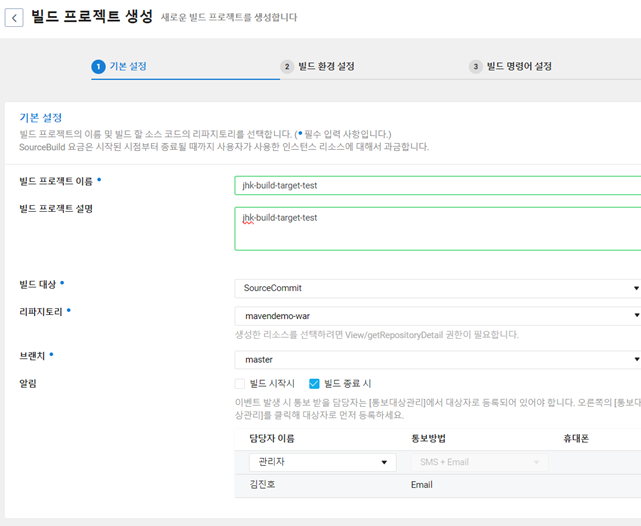 빌드 프로젝트 생성 새로운 빌드 프로젝트를 생성합니다
1 기본 설정 2 빌드 환경 설정 3 빌드 명령어 설정
기본 설정
빌드 프로젝트의 이름 및 빌드 할 소스 코드의 리파지토리를 선택합니다. (• 필수 입력 사항입니다.)
SourceBuild 요금은 시작된 시점부터 종료될 때까지 사용자가 사용한 인스턴스 리소스에 대해서 과금합니다.
빌드 프로젝트 이름 • jhk-build-target-test
빌드 프로젝트 설명 jhk-build-target-test
빌드 대상 • SourceCommit
리파지토리 • mavendemo-war
생성한 리소스를 선택하려면 View/getRepositoryDetail 권한이 필요합니다.
브랜치 • master
알림 빌드 시작시 빌드 종료 시
이벤트 발생 시 통보 받을 담당자는 [통보대상관리]에서 대상자로 등록되어 있어야 합니다. 오른쪽의 [통보대
상관리]를 클릭해 대상자로 먼저 등록하세요.
담당자 이름 통보방법 휴대폰
관리자 SMS + Email
김진호 Email